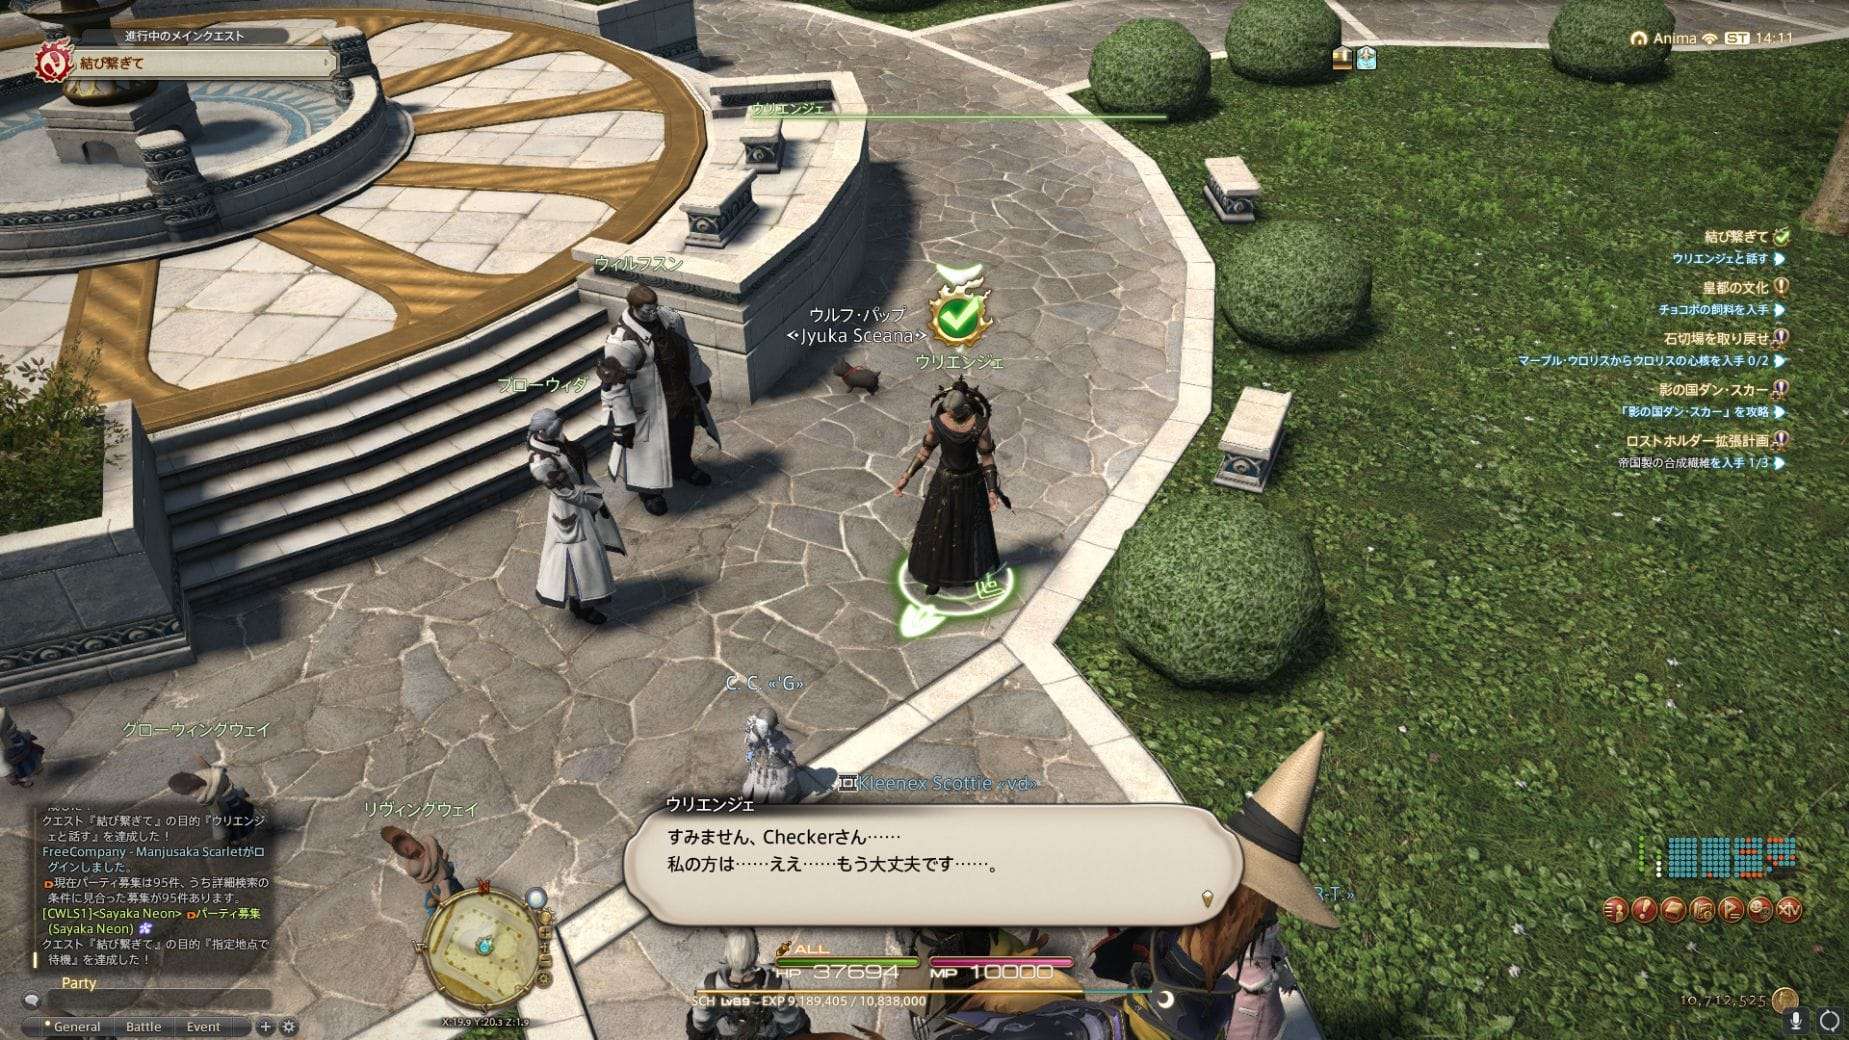 進行中のメインクエスト
結び繋ぎて
Anima ST 14:11
ウリエンジェ
結び繋ぎて
ウリエンジェと話す
皇都の文化
チョコボの飼料を入手
石切場を取り戻せ
マーブル・ウロリスからウロリスの心核を入手 0/2
影の国ダン・スカー
「影の国ダン・スカー」を攻略
ロストホルダー拡張計画
帝国製の合成繊維を入手 1/3
ウィルフスン
ウルフ・パップ
«Jyuka Sceana»
ウリエンジェ
ブローウィダ
C. C. «'G»
グローウィングウェイ
Kleenex Scottie «vd»
リヴィングウェイ
ウリエンジェ
すみません、Checkerさん……
私の方は……ええ……もう大丈夫です……。
クエスト『結び繋ぎて』の目的『ウリエンジ
ェと話す』を達成した！
FreeCompany - Manjusaka Scarletがロ
グインしました。
現在パーティ募集は95件、うち詳細検索の
条件に見合った募集が95件あります。
[CWLS1]<Sayaka Neon> パーティ募集
(Sayaka Neon)
クエスト『結び繋ぎて』の目的『指定地点で
待機』を達成した！
Party
General Battle Event
N
X:19.9 Y:20.3 Z:1.9
ALL
HP 37694 MP 10000
SCH Lv89 EXP 9,189,405 / 10,838,000
XIV
10,712,525